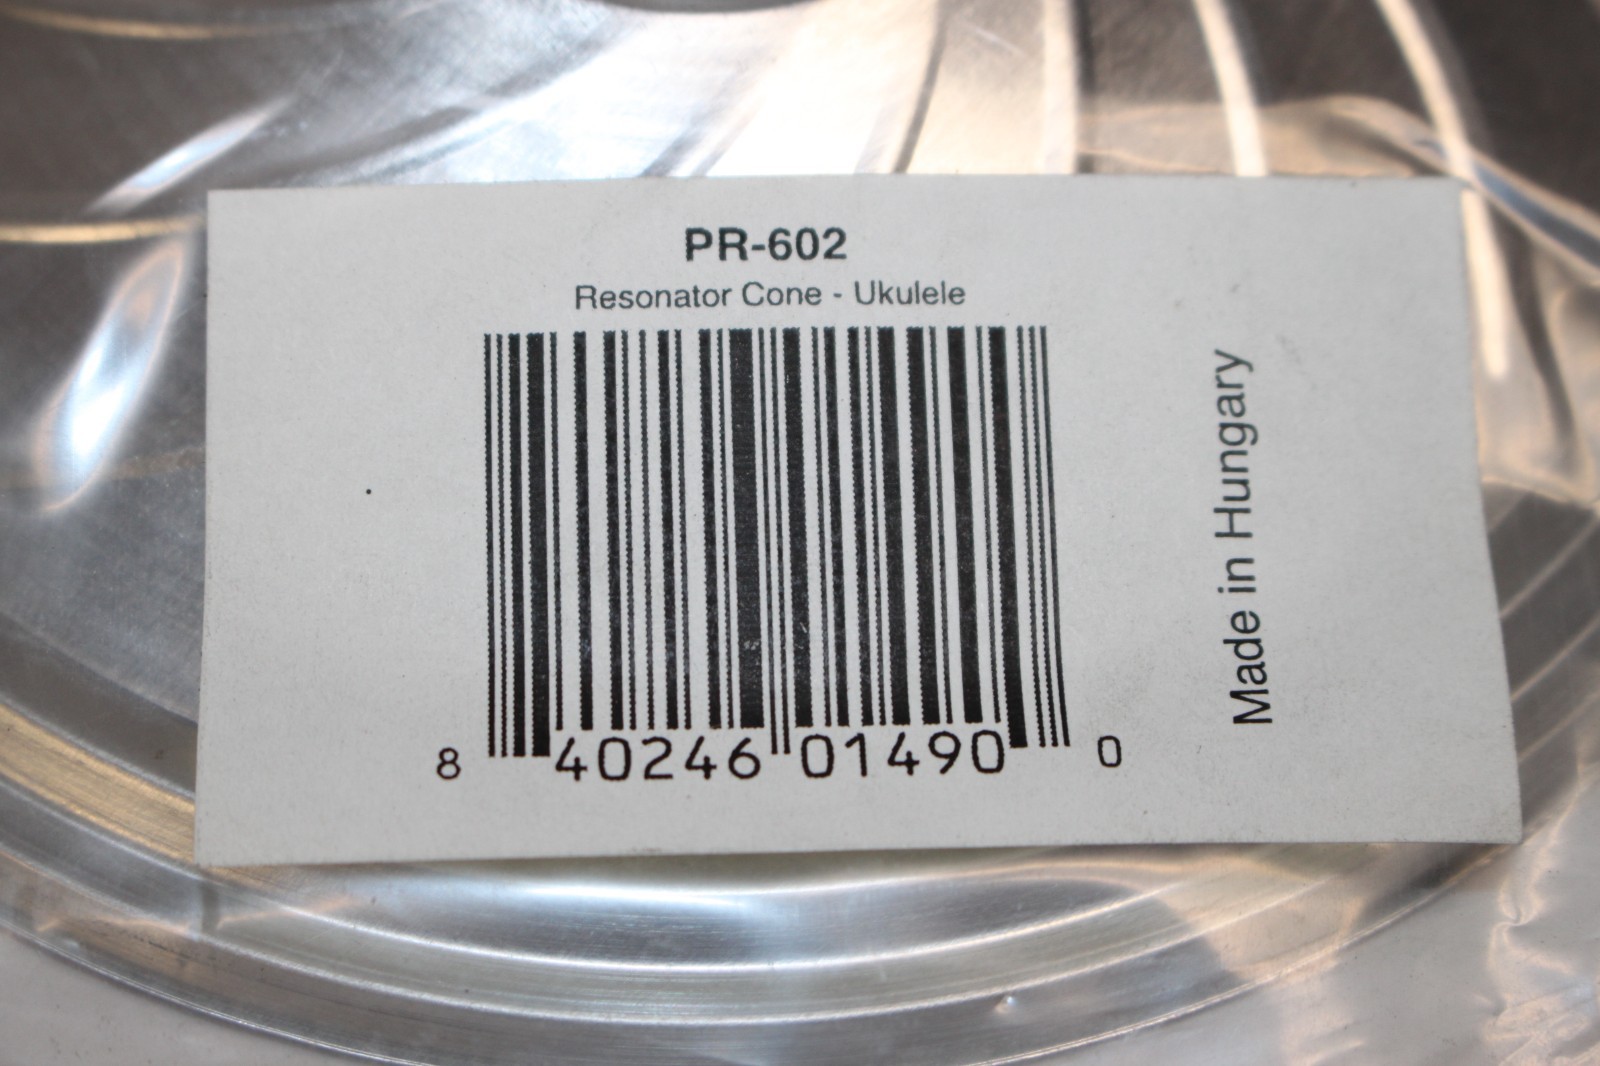 PR-602
Resonator Cone - Ukulele
8 40246 01490 0
Made in Hungary